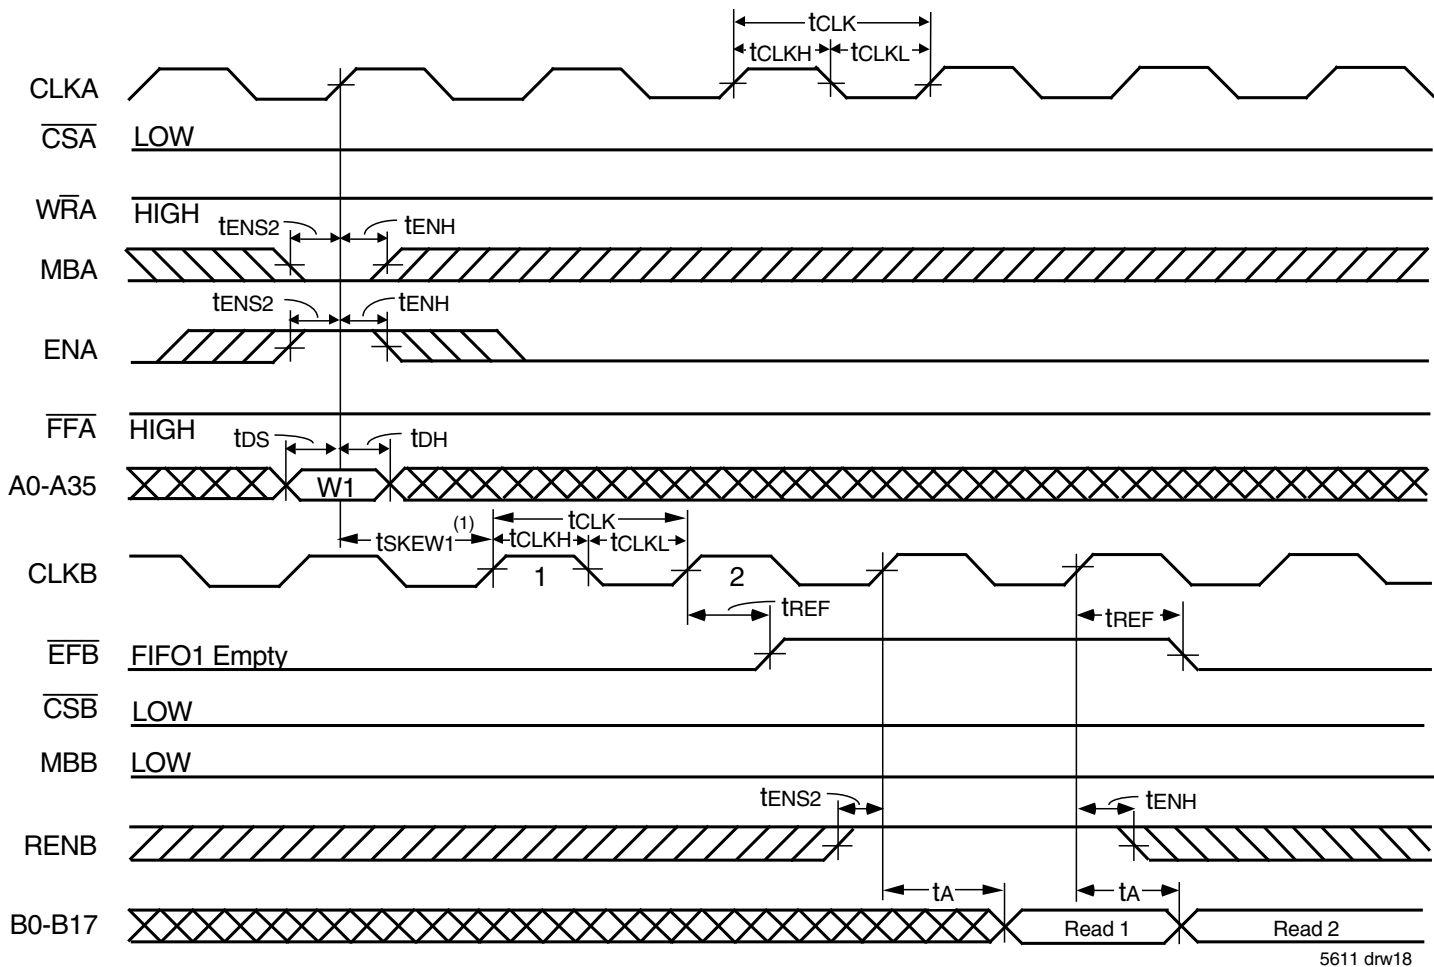 tCLK
tCLKH tCLKL
CLKA
CSA LOW
WRA HIGH
tENS2 tENH
MBA
tENS2 tENH
ENA
FFA HIGH
tDS tDH
A0-A35 W1
tSKEW1(1) tCLK
tCLKH tCLKL
CLKB 1 2
tREF tREF
EFB FIFO1 Empty
CSB LOW
MBB LOW
tENS2 tENH
RENB
tA tA
B0-B17 Read 1 Read 2
5611 drw18